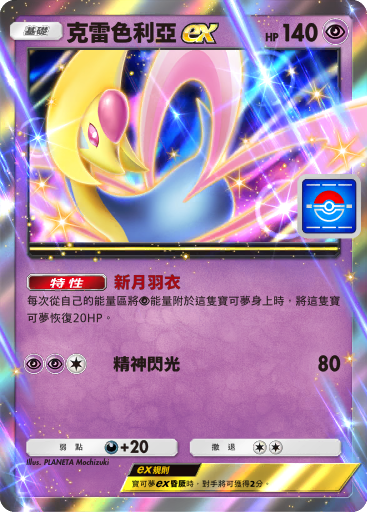 基礎 克雷色利亞 ex HP 140
特性 新月羽衣
每次從自己的能量區將能量附於這隻寶可夢身上時，將這隻寶
可夢恢復20HP。
精神閃光 80
弱點 +20 撤退
Illus. PLANETA Mochizuki
ex規則
寶可夢ex昏厥時，對手將可獲得2分。